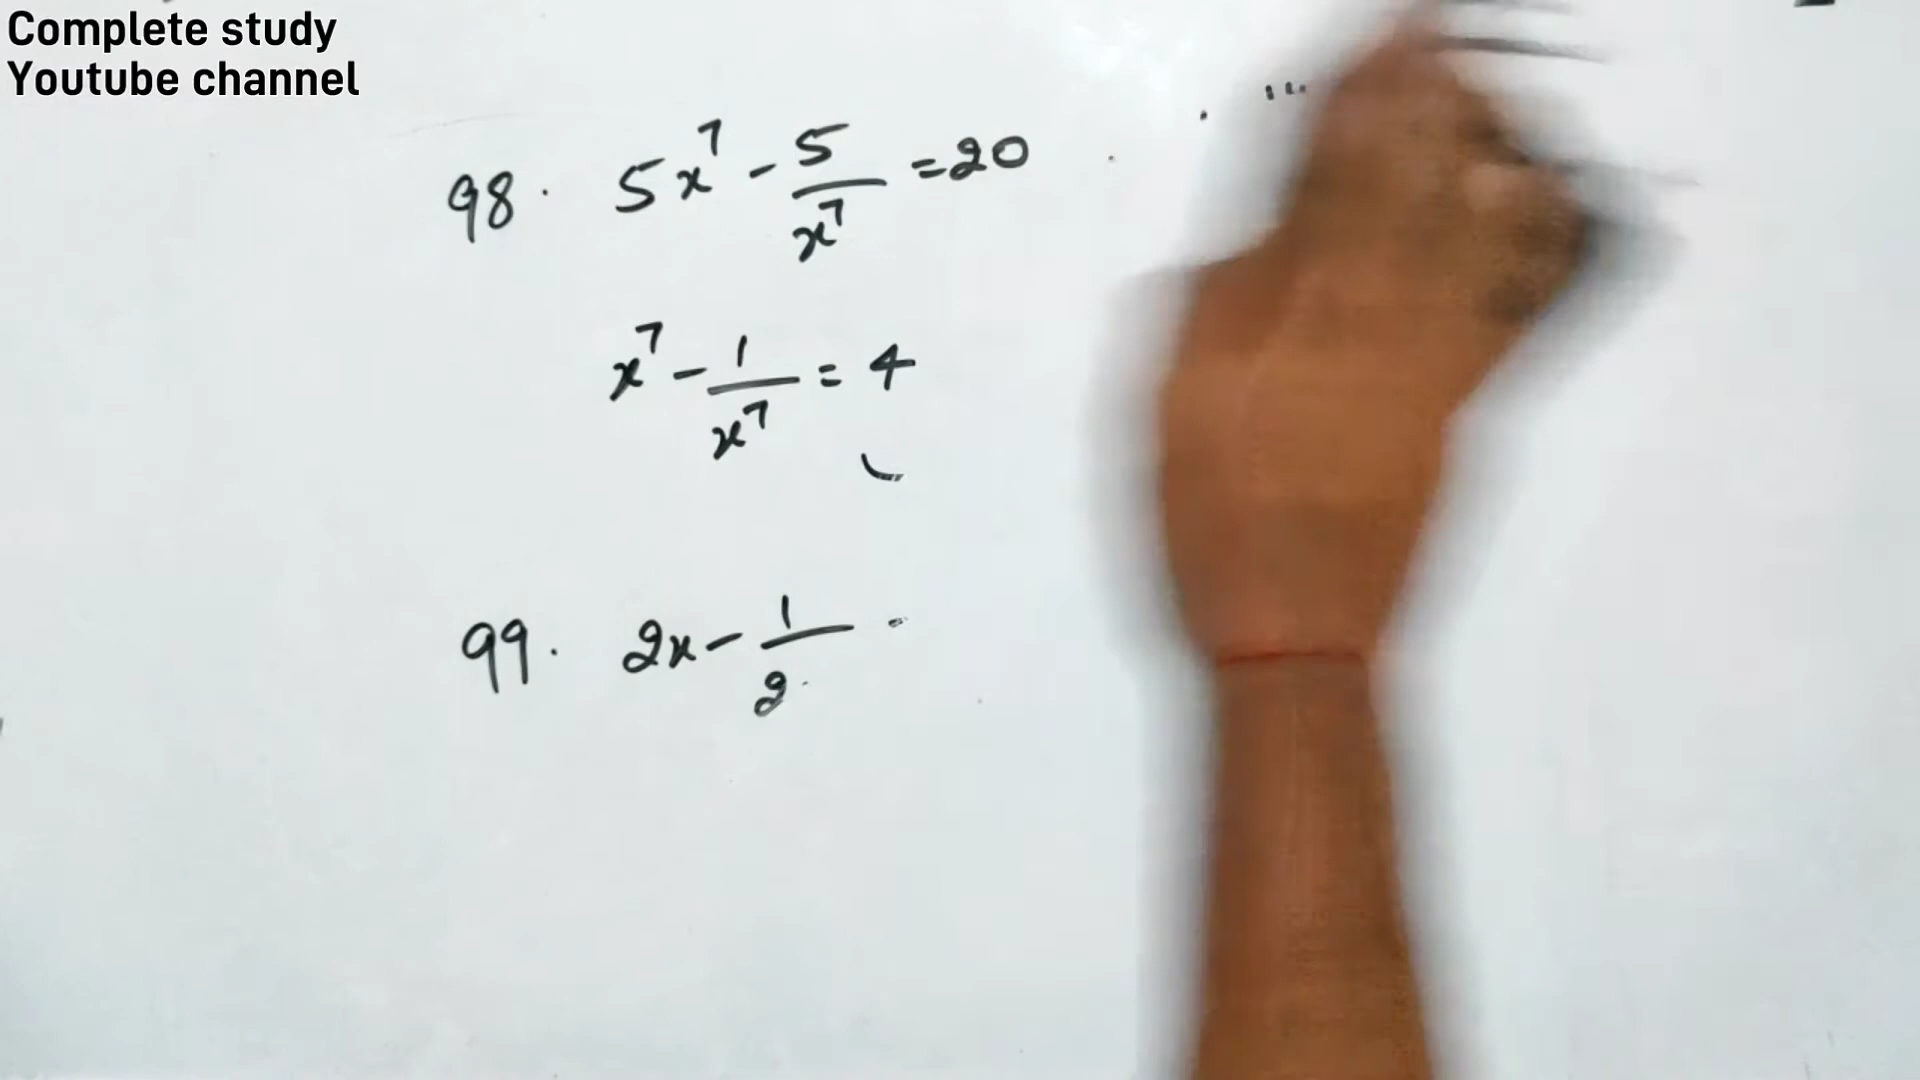 Complete study
Youtube channel
98. 5x⁷ - 5/x⁷ = 20
x⁷ - 1/x⁷ = 4
99. 2x - 1/2